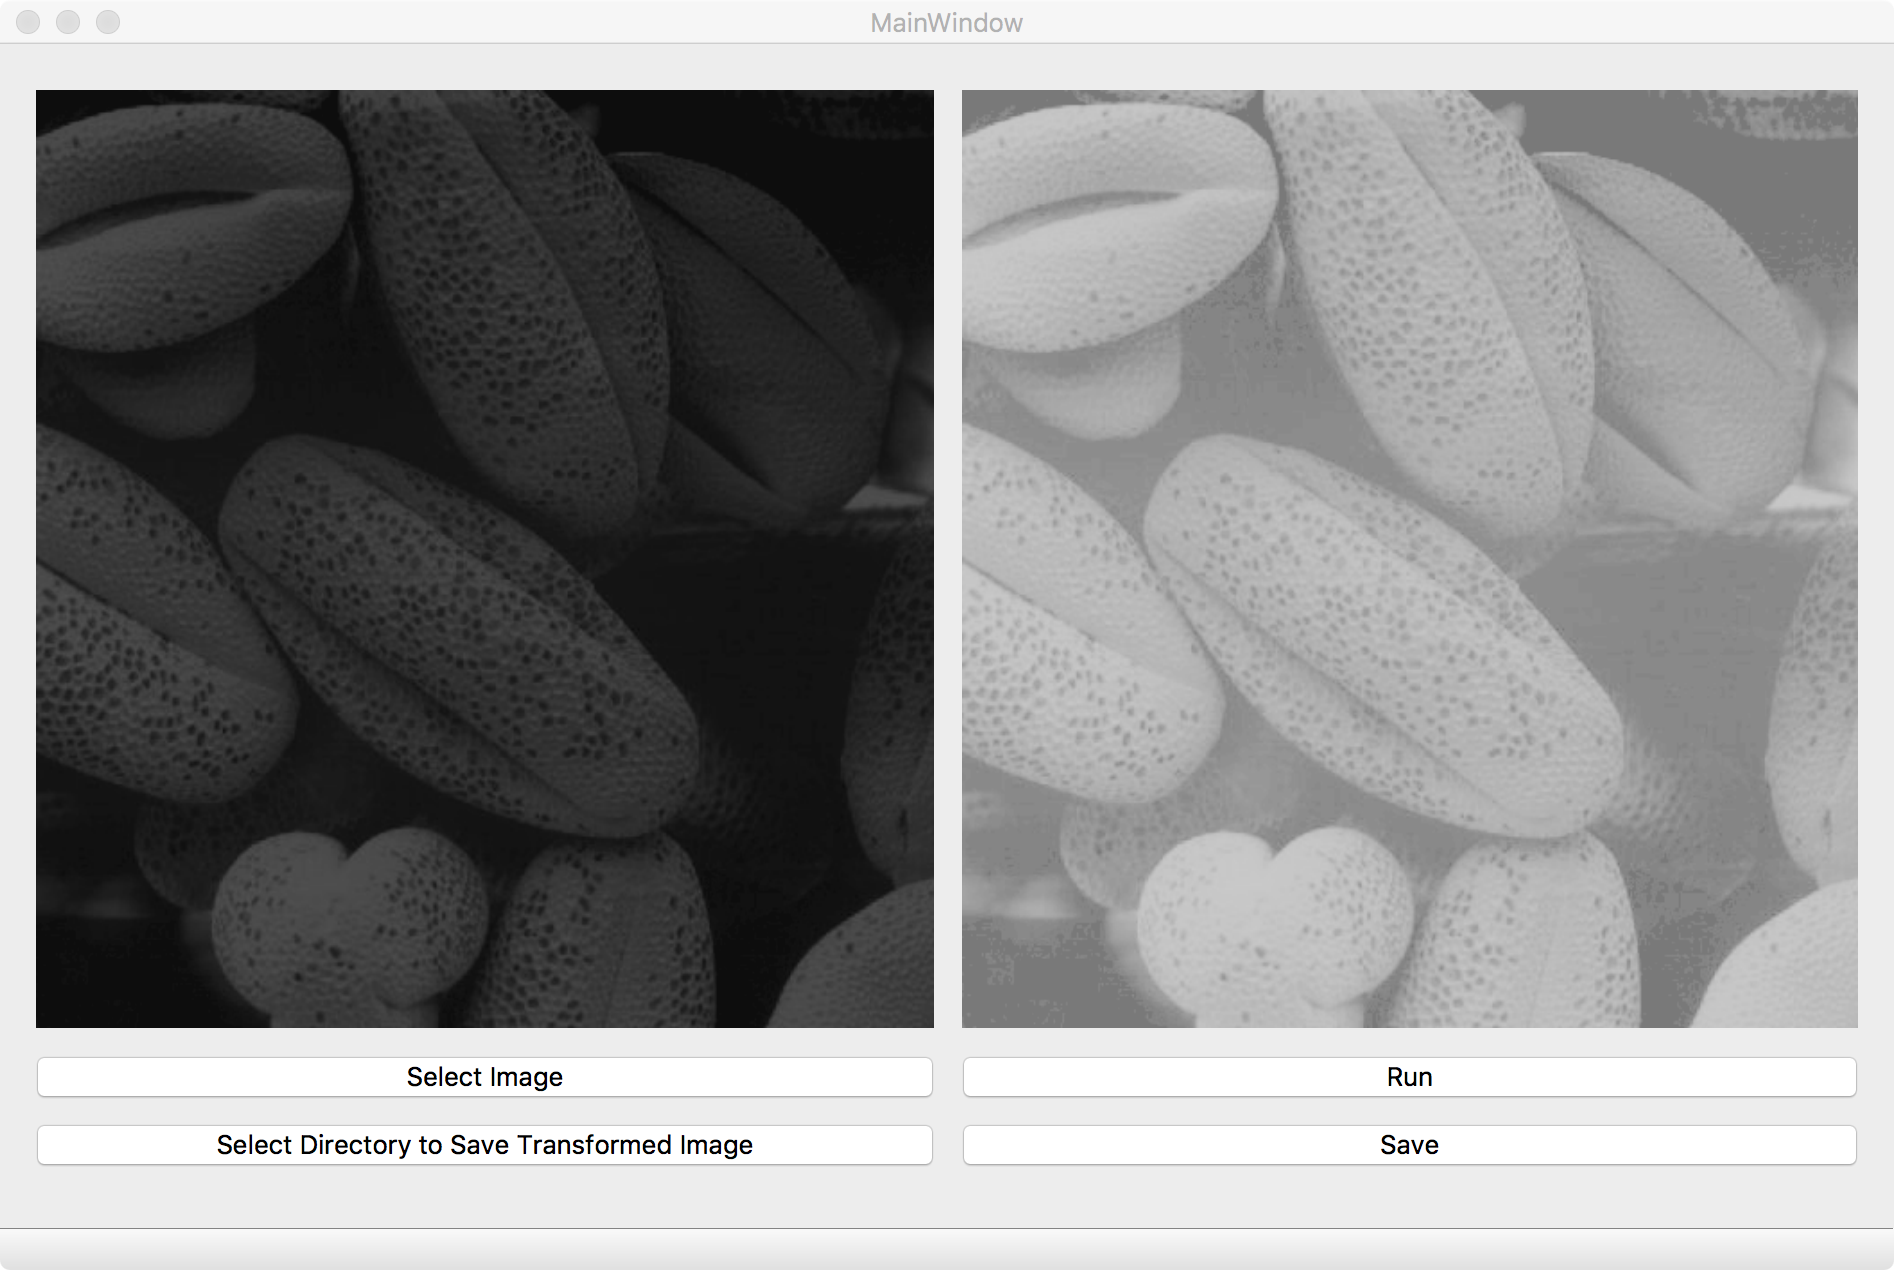 MainWindow
Select Image
Run
Select Directory to Save Transformed Image
Save